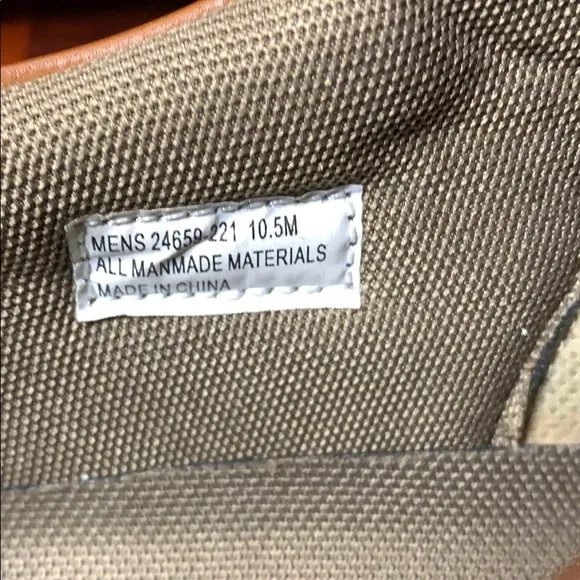 MENS 24659-221 10.5M
ALL MANMADE MATERIALS
MADE IN CHINA